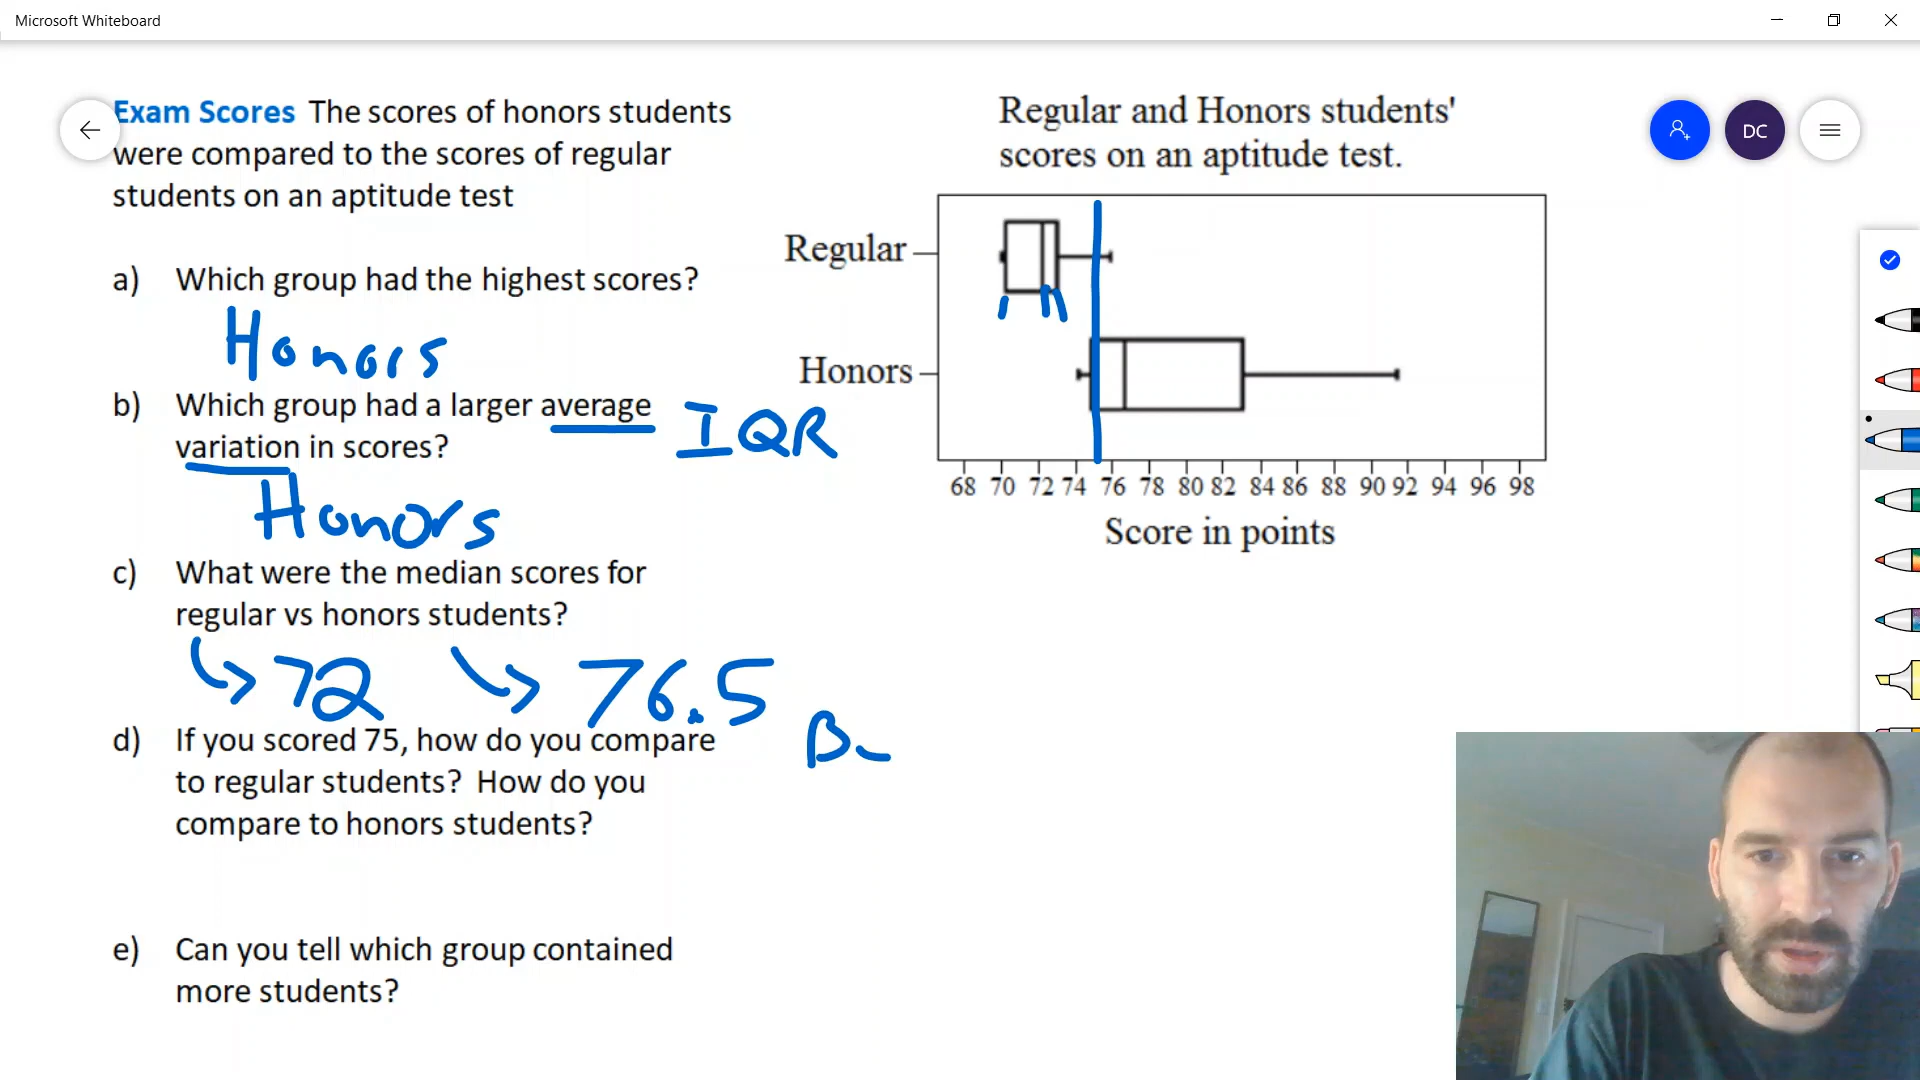 Microsoft Whiteboard
Exam Scores The scores of honors students
were compared to the scores of regular
students on an aptitude test
a) Which group had the highest scores?
Honors
b) Which group had a larger average
variation in scores?
IQR
Honors
c) What were the median scores for
regular vs honors students?
72 76.5
d) If you scored 75, how do you compare
to regular students? How do you
compare to honors students?
e) Can you tell which group contained
more students?
Regular and Honors students'
scores on an aptitude test.
Regular
Honors
68 70 72 74 76 78 80 82 84 86 88 90 92 94 96 98
Score in points
DC